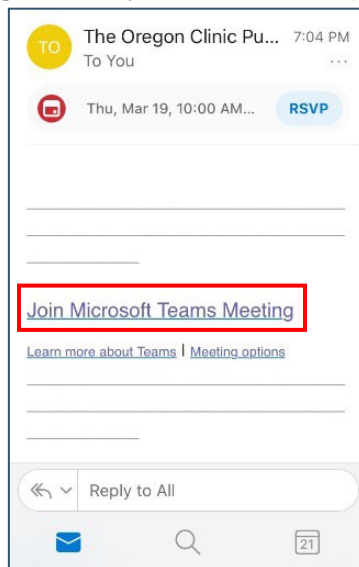 TO
The Oregon Clinic Pu... 7:04 PM
To You
Thu, Mar 19, 10:00 AM... RSVP
Join Microsoft Teams Meeting
Learn more about Teams | Meeting options
Reply to All
21